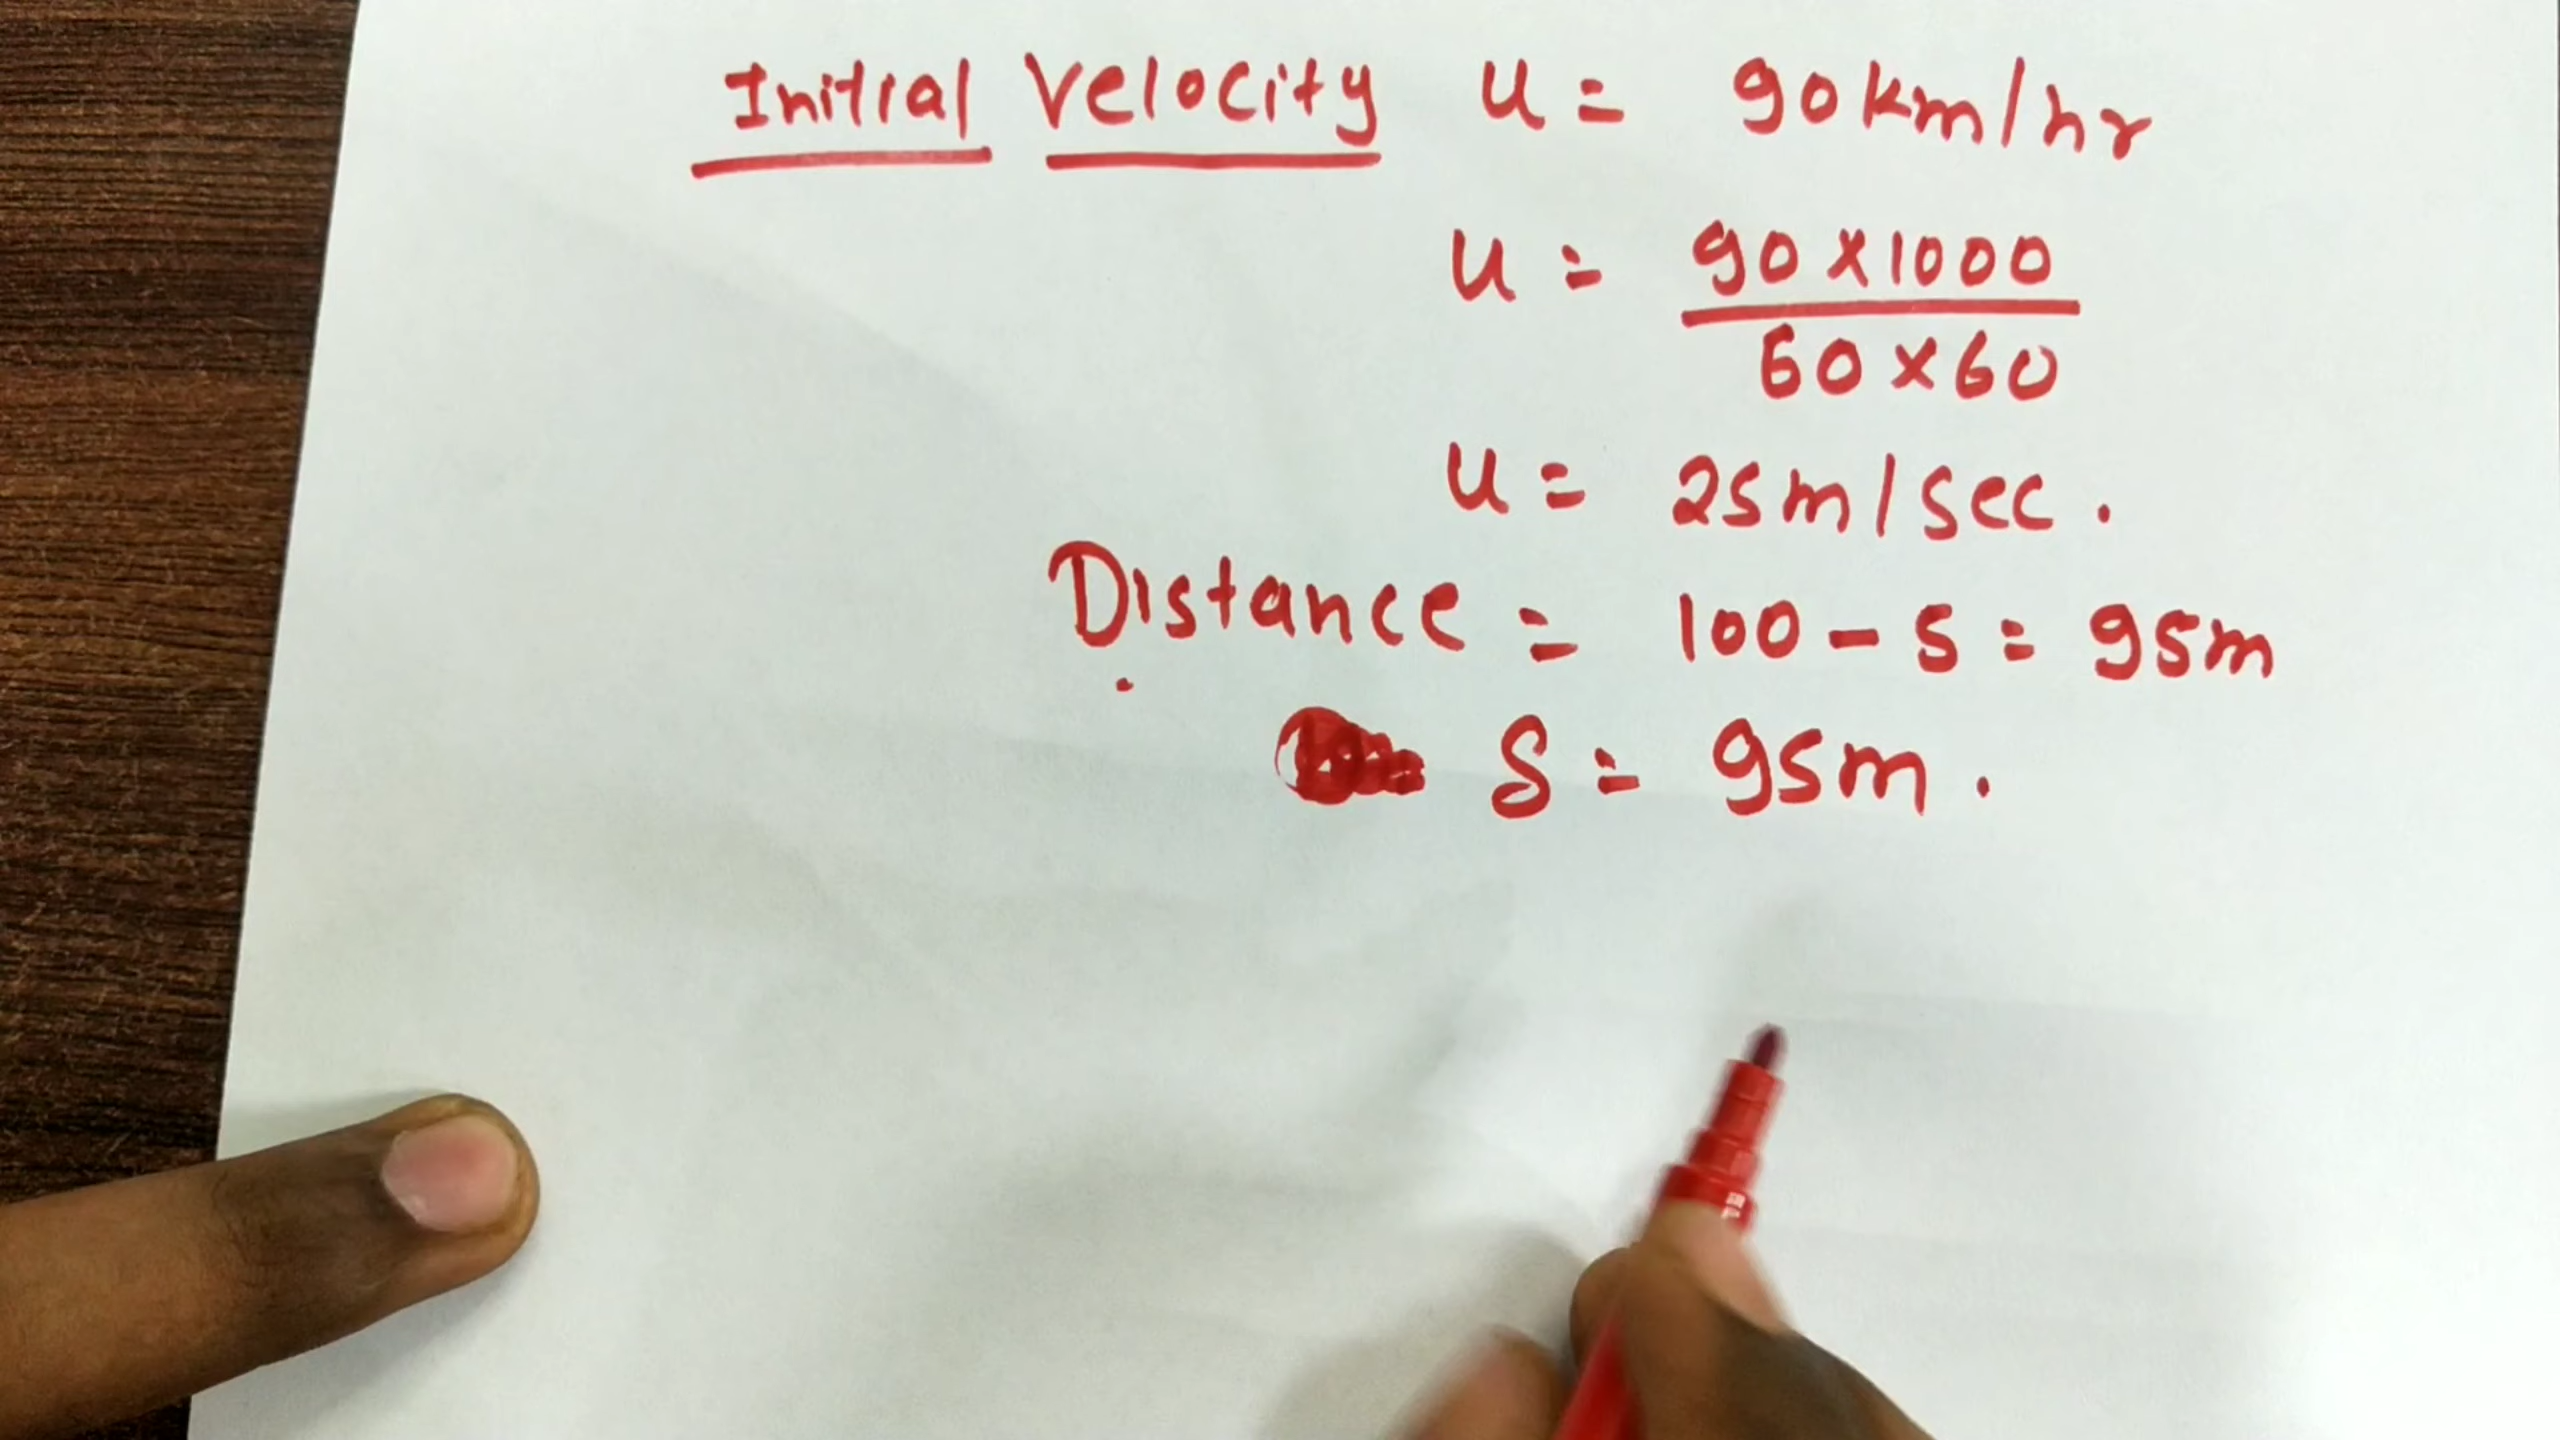 Initial Velocity u = 90km/hr
u = 90 x 1000
60 x 60
u = 25m/sec.
Distance = 100 - 5 = 95m
S = 95m.